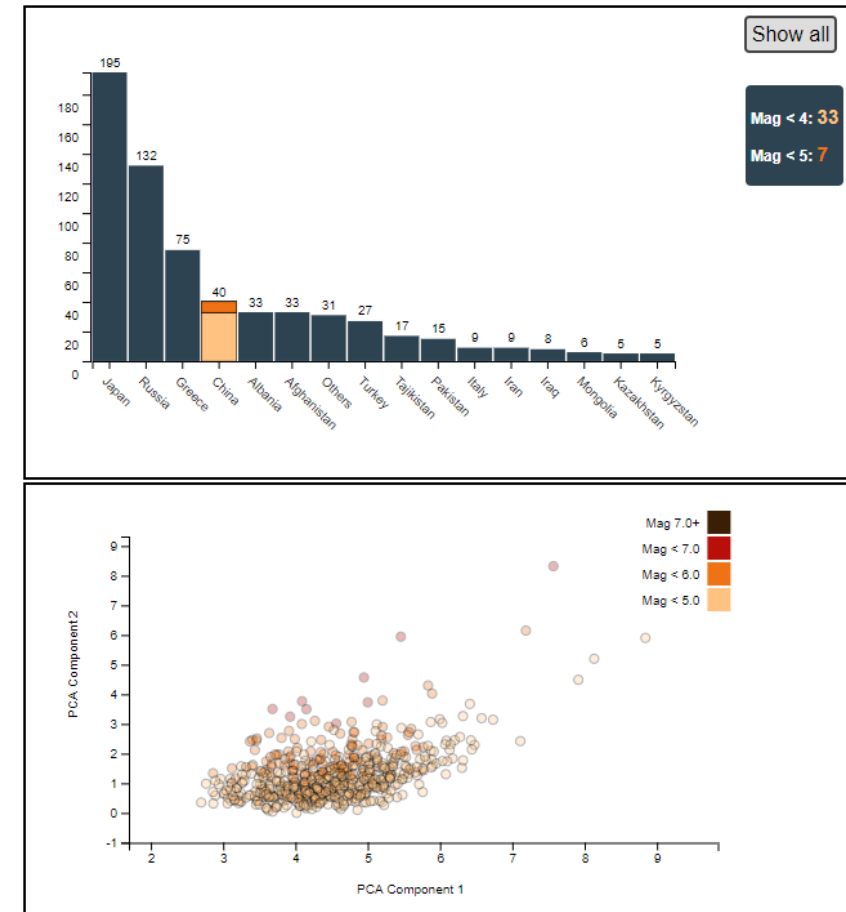 Show all
Mag < 4: 33
Mag < 5: 7
195
132
75
40
33
33
31
27
17
15
9
9
8
6
5
5
180
160
140
120
100
80
60
40
20
0
Japan
Russia
Greece
China
Albania
Afghanistan
Others
Turkey
Tajikistan
Pakistan
Italy
Iran
Iraq
Mongolia
Kazakhstan
Kyrgyzstan
Mag 7.0+
Mag < 7.0
Mag < 6.0
Mag < 5.0
PCA Component 2
9
8
7
6
5
4
3
2
1
0
-1
2
3
4
5
6
7
8
9
PCA Component 1